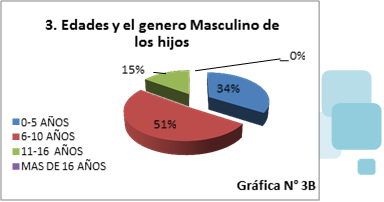 3. Edades y el genero Masculino de
los hijos
0%
15%
34%
51%
0-5 AÑOS
6-10 AÑOS
11-16 AÑOS
MAS DE 16 AÑOS
Gráfica N° 3B